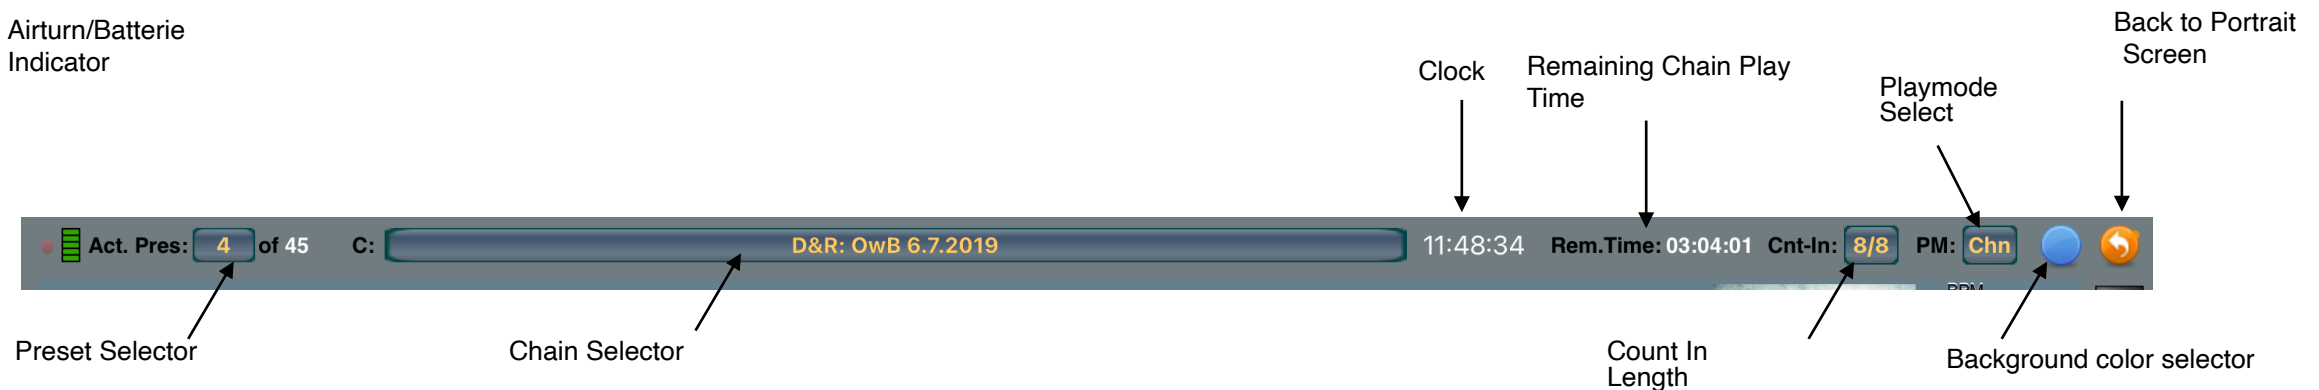 Airturn/Batterie
Indicator
Back to Portrait
Screen
Clock
Remaining Chain Play
Time
Playmode
Select
Act. Pres: 4 of 45 C: D&R: OwB 6.7.2019 11:48:34 Rem.Time: 03:04:01 Cnt-In: 8/8 PM: Chn
BPM
Preset Selector
Chain Selector
Count In
Length
Background color selector